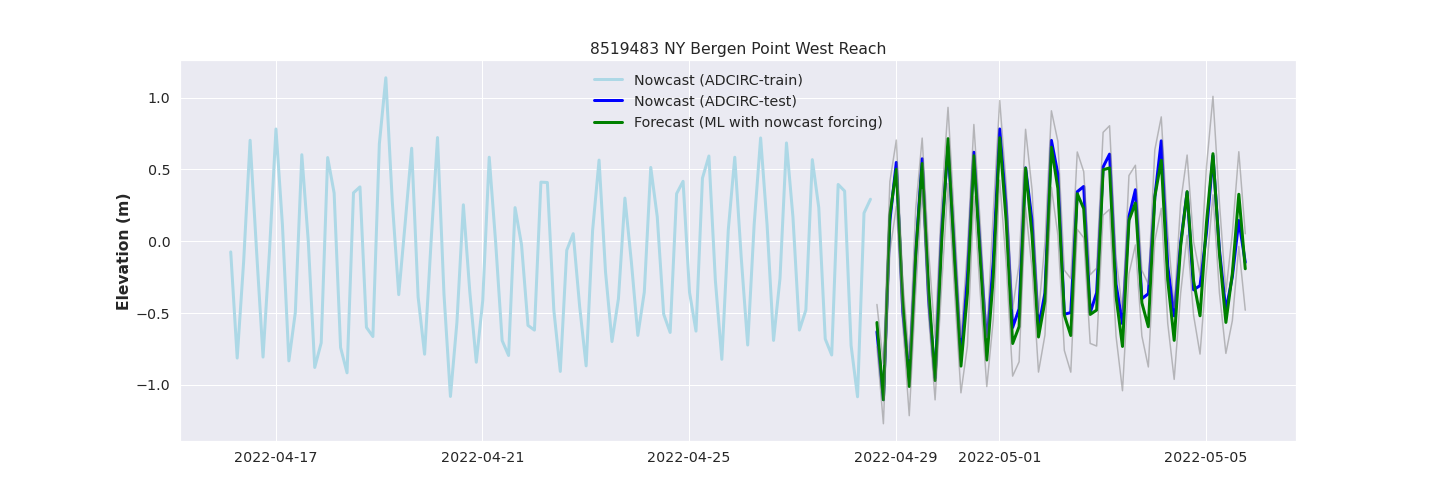 8519483 NY Bergen Point West Reach
Nowcast (ADCIRC-train)
Nowcast (ADCIRC-test)
Forecast (ML with nowcast forcing)
Elevation (m)
1.0
0.5
0.0
−0.5
−1.0
2022-04-17 2022-04-21 2022-04-25 2022-04-29 2022-05-01 2022-05-05